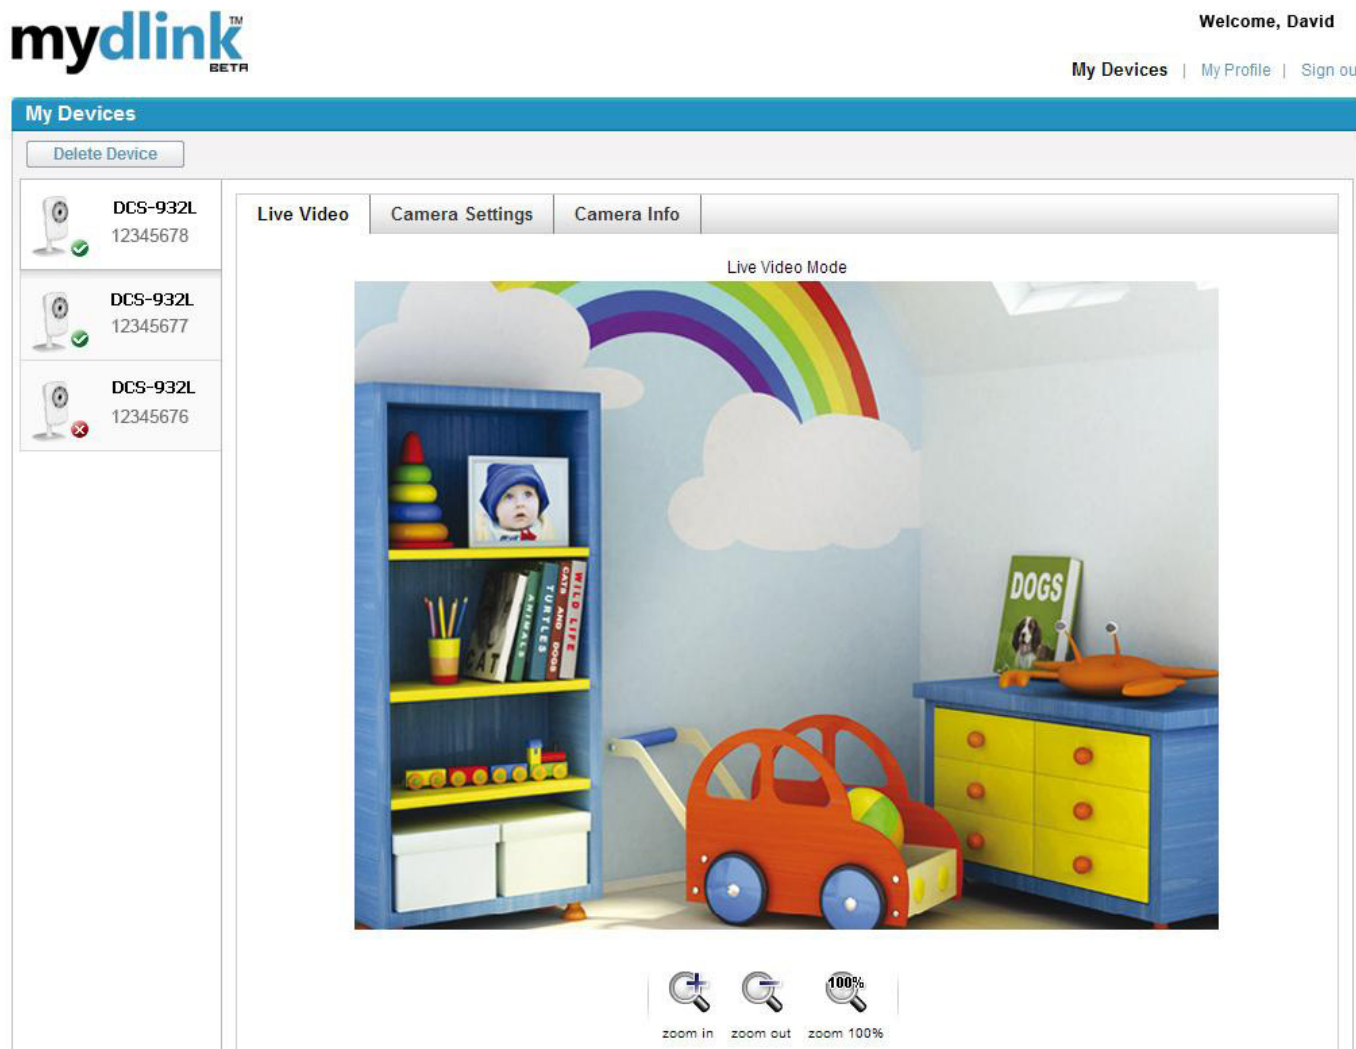 mydlink™
BETA
Welcome, David
My Devices | My Profile | Sign ou
My Devices
Delete Device
DCS-932L
12345678
DCS-932L
12345677
DCS-932L
12345676
Live Video
Camera Settings
Camera Info
Live Video Mode
CAT
ANIMALS
TURTLES
CATS AND DOGS
WILD LIFE
DOGS
100%
zoom in
zoom out
zoom 100%